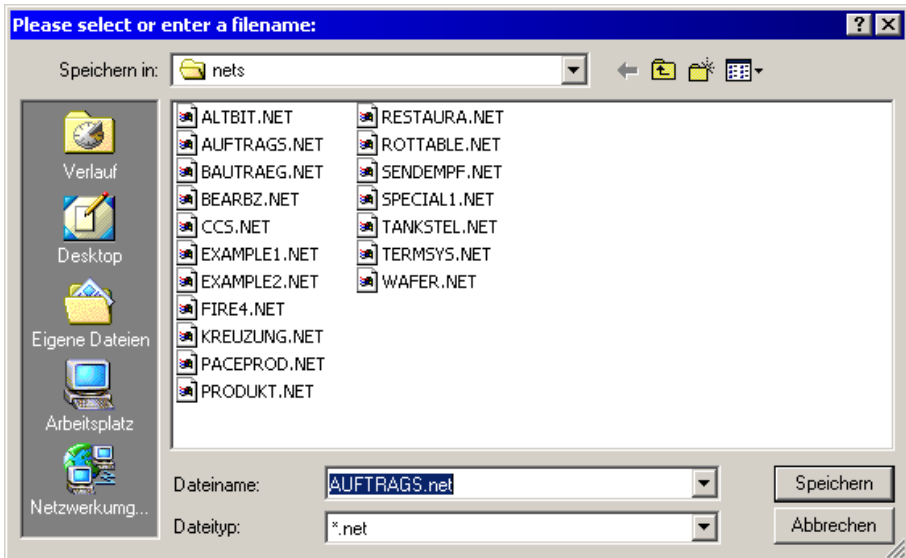 Please select or enter a filename:
Speichern in: nets
Verlauf
Desktop
Eigene Dateien
Arbeitsplatz
Netzwerkumg...
ALTBIT.NET
AUFTRAGS.NET
BAUTRAEG.NET
BEARBZ.NET
CCS.NET
EXAMPLE1.NET
EXAMPLE2.NET
FIRE4.NET
KREUZUNG.NET
PACEPROD.NET
PRODUKT.NET
RESTAURA.NET
ROTTABLE.NET
SENDEMPF.NET
SPECIAL1.NET
TANKSTEL.NET
TERMSYS.NET
WAFER.NET
Dateiname: AUFTRAGS.net Speichern
Dateityp: *.net Abbrechen